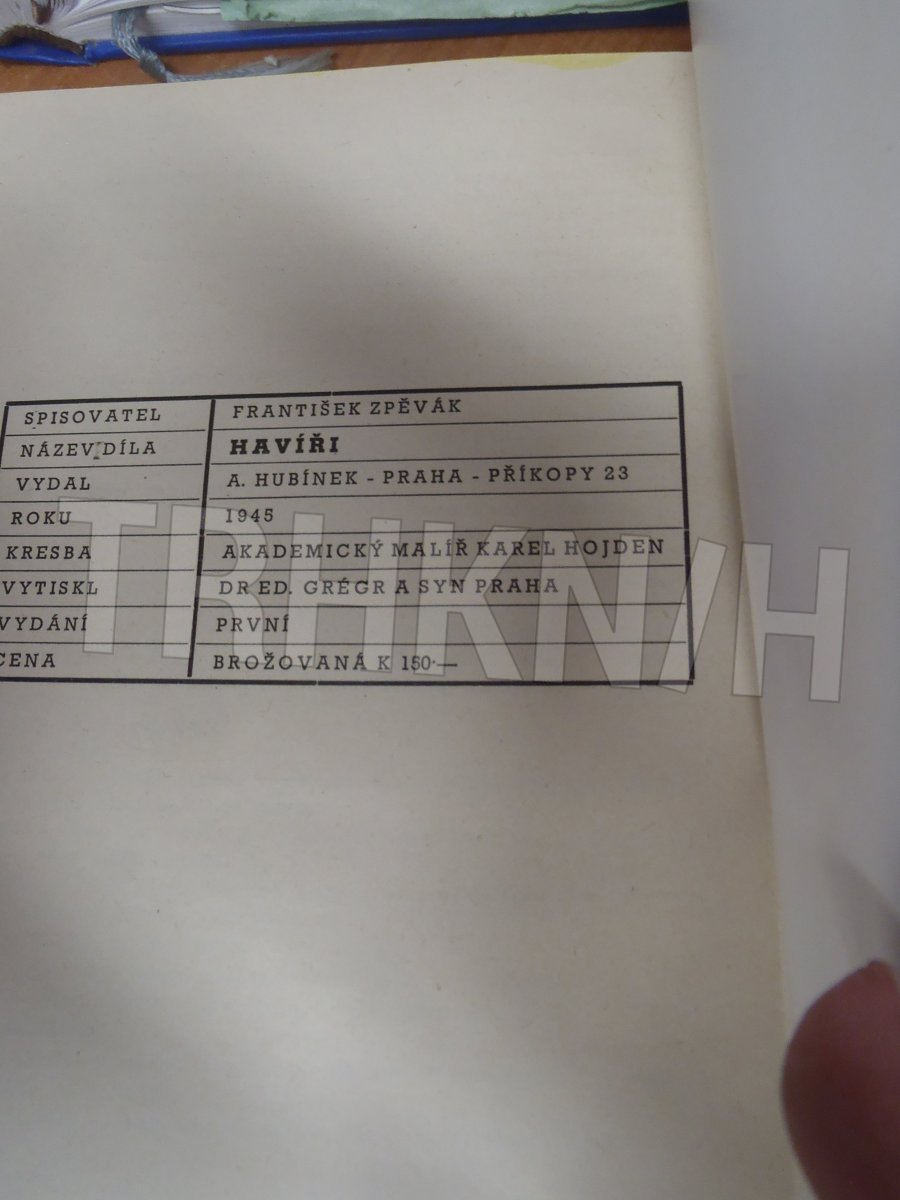 SPISOVATEL FRANTIŠEK ZPĚVÁK
NÁZEV DÍLA HAVÍŘI
VYDAL A. HUBÍNEK - PRAHA - PŘÍKOPY 23
ROKU 1945
KRESBA AKADEMICKÝ MALÍŘ KAREL HOJDEN
VYTISKL DR ED. GRÉGR A SYN PRAHA
VYDÁNÍ PRVNÍ
CENA BROŽOVANÁ K 150·—
TRHKNIH